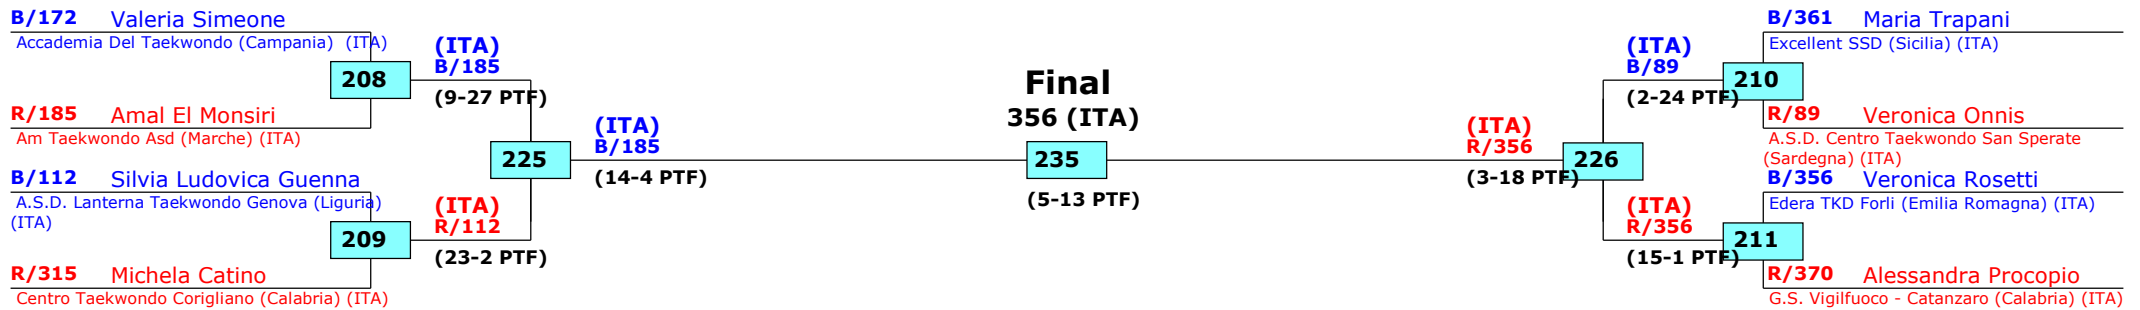 B/172 Valeria Simeone
Accademia Del Taekwondo (Campania) (ITA)
208
R/185 Amal El Monsiri
Am Taekwondo Asd (Marche) (ITA)
B/112 Silvia Ludovica Guenna
A.S.D. Lanterna Taekwondo Genova (Liguria)
(ITA)
209
R/315 Michela Catino
Centro Taekwondo Corigliano (Calabria) (ITA)
(ITA)
B/185
(9-27 PTF)
225
(ITA)
R/112
(23-2 PTF)
(ITA)
B/185
(14-4 PTF)
Final
356 (ITA)
235
(5-13 PTF)
(ITA)
R/356
(3-18 PTF)
226
(ITA)
B/89
(2-24 PTF)
(ITA)
R/356
(15-1 PTF)
B/361 Maria Trapani
Excellent SSD (Sicilia) (ITA)
210
R/89 Veronica Onnis
A.S.D. Centro Taekwondo San Sperate
(Sardegna) (ITA)
B/356 Veronica Rosetti
Edera TKD Forli (Emilia Romagna) (ITA)
211
R/370 Alessandra Procopio
G.S. Vigilfuoco - Catanzaro (Calabria) (ITA)